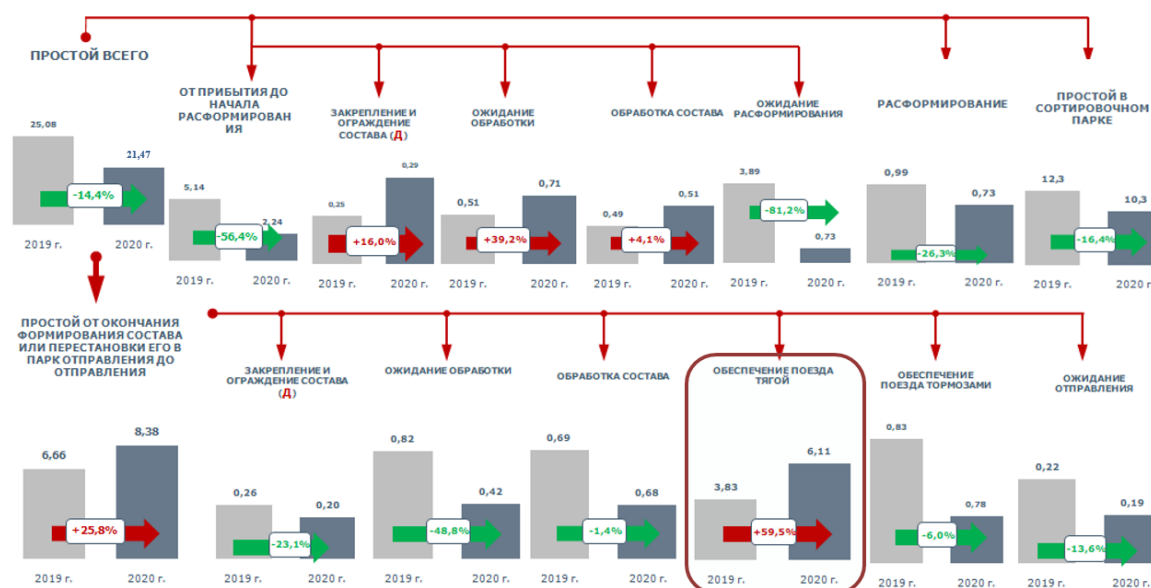 ПРОСТОЙ ВСЕГО
25,08
21,47
-14,4%
2019 г.
2020 г.
ОТ ПРИБЫТИЯ ДО
НАЧАЛА
РАСФОРМИРОВАН
ИЯ
5,14
2,24
-56,4%
2019 г.
2020 г.
ЗАКРЕПЛЕНИЕ И
ОГРАЖДЕНИЕ
СОСТАВА (Д)
0,25
0,29
+16,0%
2019 г.
2020 г.
ОЖИДАНИЕ
ОБРАБОТКИ
0,51
0,71
+39,2%
2019 г.
2020 г.
ОБРАБОТКА СОСТАВА
0,49
0,51
+4,1%
2019 г.
2020 г.
ОЖИДАНИЕ
РАСФОРМИРОВАНИЯ
3,89
0,73
-81,2%
2019 г.
2020 г.
РАСФОРМИРОВАНИЕ
0,99
0,73
-26,3%
2019 г.
2020 г.
ПРОСТОЙ В
СОРТИРОВОЧНОМ
ПАРКЕ
12,3
10,3
-16,4%
2019 г.
2020 г.
ПРОСТОЙ ОТ ОКОНЧАНИЯ
ФОРМИРОВАНИЯ СОСТАВА
ИЛИ ПЕРЕСТАНОВКИ ЕГО В
ПАРК ОТПРАВЛЕНИЯ ДО
ОТПРАВЛЕНИЯ
6,66
8,38
+25,8%
2019 г.
2020 г.
ЗАКРЕПЛЕНИЕ И
ОГРАЖДЕНИЕ СОСТАВА
(Д)
0,26
0,20
-23,1%
2019 г.
2020 г.
ОЖИДАНИЕ ОБРАБОТКИ
0,82
0,42
-48,8%
2019 г.
2020 г.
ОБРАБОТКА СОСТАВА
0,69
0,68
-1,4%
2019 г.
2020 г.
ОБЕСПЕЧЕНИЕ ПОЕЗДА
ТЯГОЙ
3,83
6,11
+59,5%
2019 г.
2020 г.
ОБЕСПЕЧЕНИЕ
ПОЕЗДА ТОРМОЗАМИ
0,83
0,78
-6,0%
2019 г.
2020 г.
ОЖИДАНИЕ
ОТПРАВЛЕНИЯ
0,22
0,19
-13,6%
2019 г.
2020 г.